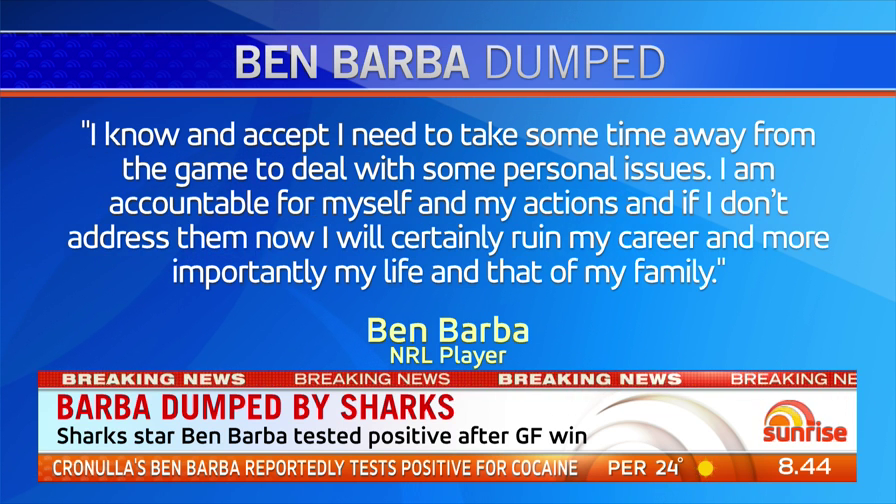 BEN BARBA DUMPED
"I know and accept I need to take some time away from
the game to deal with some personal issues. I am
accountable for myself and my actions and if I don't
address them now I will certainly ruin my career and more
importantly my life and that of my family."
Ben Barba
NRL Player
BREAKING NEWS BREAKING NEWS BREAKING NEWS BREAKING NE
BARBA DUMPED BY SHARKS
Sharks star Ben Barba tested positive after GF win
sunrise
CRONULLA'S BEN BARBA REPORTEDLY TESTS POSITIVE FOR COCAINE PER 24° 8.44